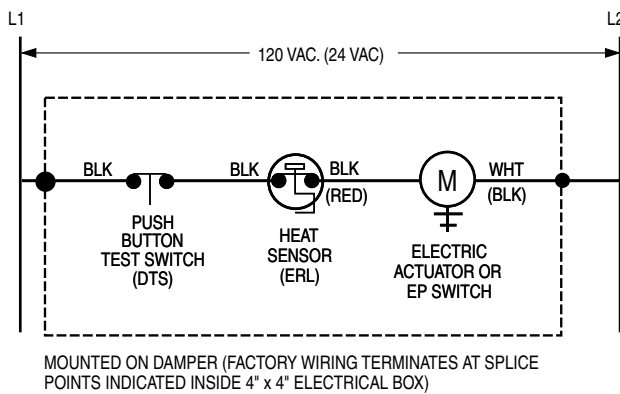 L1
L2
120 VAC. (24 VAC)
BLK
BLK
BLK
WHT
(RED)
M
(BLK)
PUSH
BUTTON
TEST SWITCH
(DTS)
HEAT
SENSOR
(ERL)
ELECTRIC
ACTUATOR OR
EP SWITCH
MOUNTED ON DAMPER (FACTORY WIRING TERMINATES AT SPLICE
POINTS INDICATED INSIDE 4" x 4" ELECTRICAL BOX)